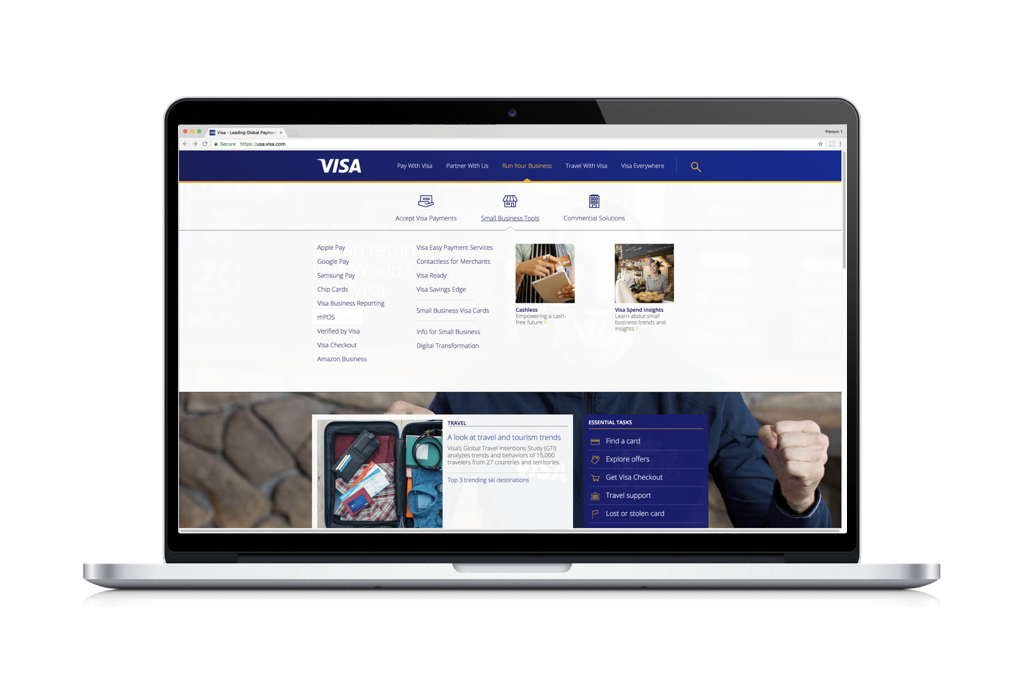 Visa - Leading Global Paymen
Person 1
Secure https://usa.visa.com
VISA
Pay With Visa Partner With Us Run Your Business Travel With Visa Visa Everywhere
Accept Visa Payments Small Business Tools Commercial Solutions
Apple Pay
Google Pay
Samsung Pay
Chip Cards
Visa Business Reporting
mPOS
Verified by Visa
Visa Checkout
Amazon Business
Visa Easy Payment Services
Contactless for Merchants
Visa Ready
Visa Savings Edge
Small Business Visa Cards
Info for Small Business
Digital Transformation
Cashless
Empowering a cash-
free future
Visa Spend Insights
Learn about small
business trends and
insights
TRAVEL
A look at travel and tourism trends
Visa's Global Travel Intentions Study (GTI)
analyzes trends and behaviors of 15,000
travelers from 27 countries and territories.
Top 3 trending ski destinations
ESSENTIAL TASKS
Find a card
Explore offers
Get Visa Checkout
Travel support
Lost or stolen card